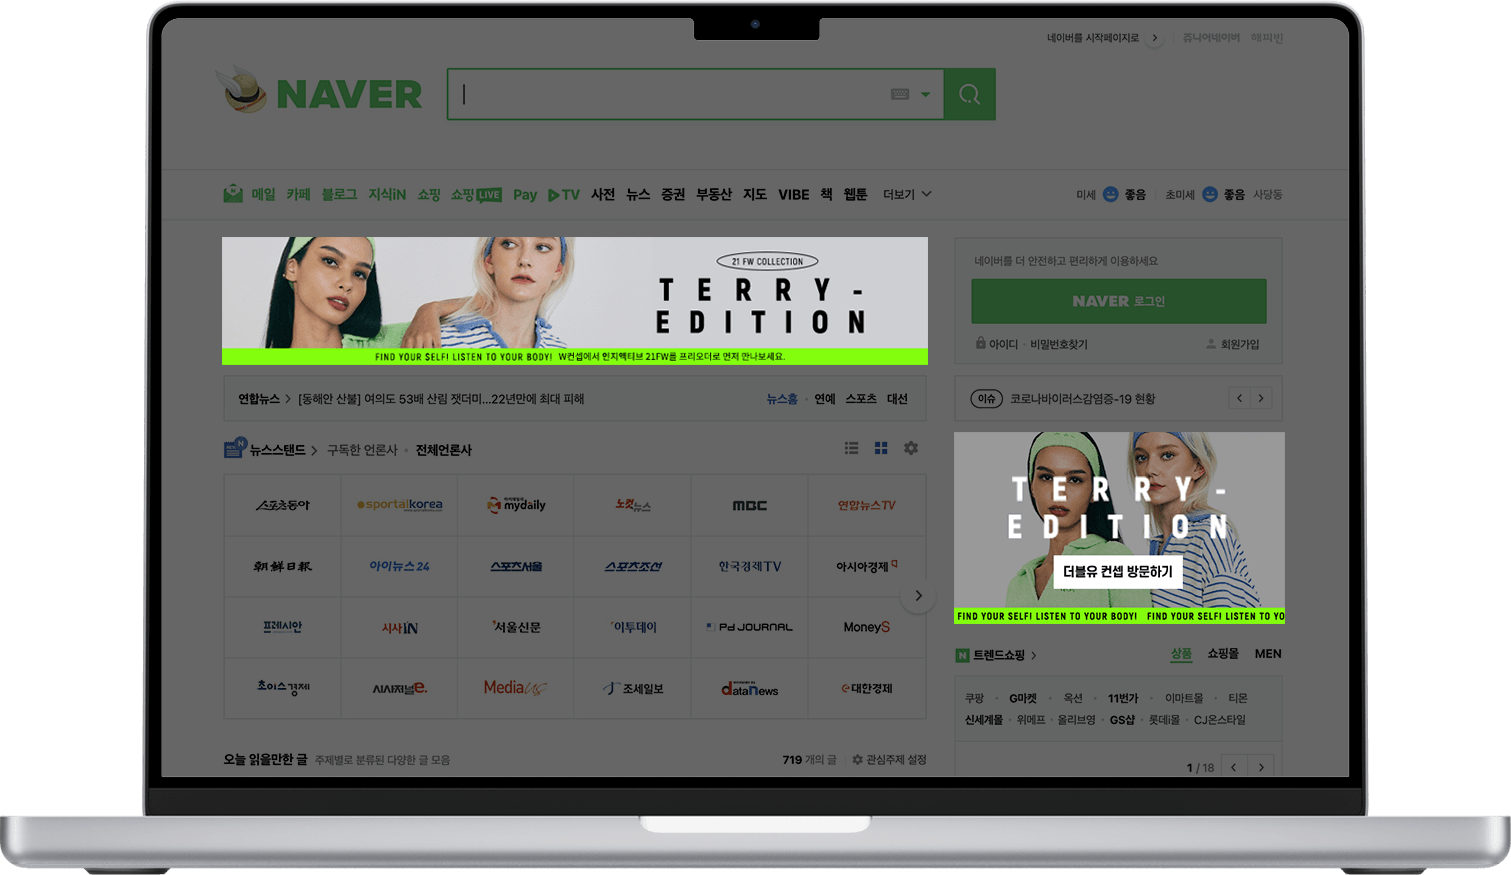 네이버를 시작페이지로
쥬니어네이버 해피빈
NAVER
메일 카페 블로그 지식iN 쇼핑 쇼핑LIVE Pay TV 사전 뉴스 증권 부동산 지도 VIBE 책 웹툰 더보기
미세 좋음 초미세 좋음 사당동
21 FW COLLECTION
TERRY-
EDITION
FIND YOUR SELF! LISTEN TO YOUR BODY! W컨셉에서 인지액티브 21FW를 프리오더로 먼저 만나보세요.
네이버를 더 안전하고 편리하게 이용하세요
NAVER 로그인
아이디 · 비밀번호찾기 회원가입
연합뉴스 > [동해안 산불] 여의도 53배 산림 잿더미...22년만에 최대 피해
뉴스홈 · 연예 스포츠 대선
이슈 코로나바이러스감염증-19 현황
뉴스스탠드 > 구독한 언론사 · 전체언론사
스포츠동아 sportalkorea mydaily 노컷뉴스 MBC 연합뉴스TV
朝鮮日報 아이뉴스24 스포츠서울 스포츠조선 한국경제TV 아시아경제
프레시안 시사IN 서울신문 이투데이 Pd JOURNAL MoneyS
초이스경제 시사저널e. Mediaus 조세일보 dataNews e대한경제
TERRY-
EDITION
더블유 컨셉 방문하기
FIND YOUR SELF! LISTEN TO YOUR BODY! FIND YOUR SELF! LISTEN TO YO
N 트렌드쇼핑 >
상품 쇼핑몰 MEN
쿠팡 · G마켓 · 옥션 · 11번가 · 이마트몰 · 티몬
신세계몰 · 위메프 · 올리브영 · GS샵 · 롯데i몰 · CJ온스타일
1 / 18
오늘 읽을만한 글 주제별로 분류된 다양한 글 모음
719 개의 글 관심주제 설정